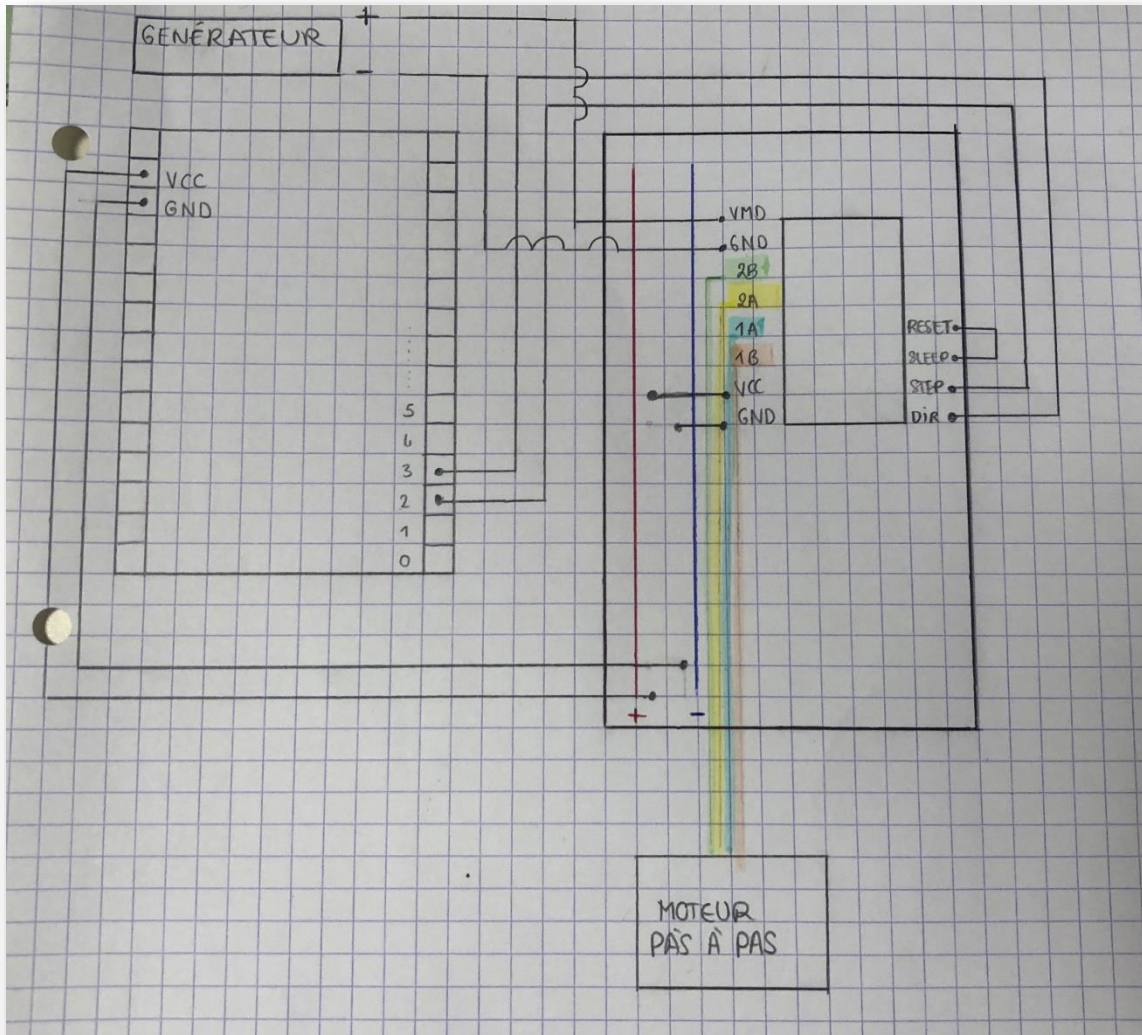 +
GÉNÉRATEUR
-
VCC
GND
5
4
3
2
1
0
VMD
GND
2B
2A
1A
1B
VCC
GND
RESET
SLEEP
STEP
DIR
+ -
MOTEUR
PAS À PAS